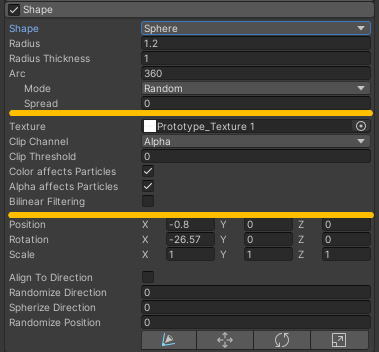 Shape
Shape Sphere
Radius 1.2
Radius Thickness 1
Arc 360
Mode Random
Spread 0
Texture Prototype_Texture 1
Clip Channel Alpha
Clip Threshold 0
Color affects Particles
Alpha affects Particles
Bilinear Filtering
Position X -0.8 Y 0 Z 0
Rotation X -26.57 Y 0 Z 0
Scale X 1 Y 1 Z 1
Align To Direction
Randomize Direction 0
Spherize Direction 0
Randomize Position 0